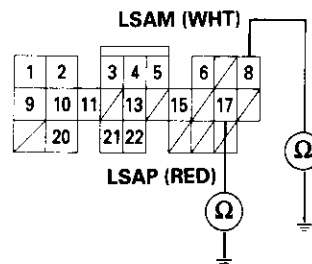 LSAM (WHT)
1 2 3 4 5 6 8
9 10 11 13 15 17
20 21 22
LSAP (RED)
Ω
Ω